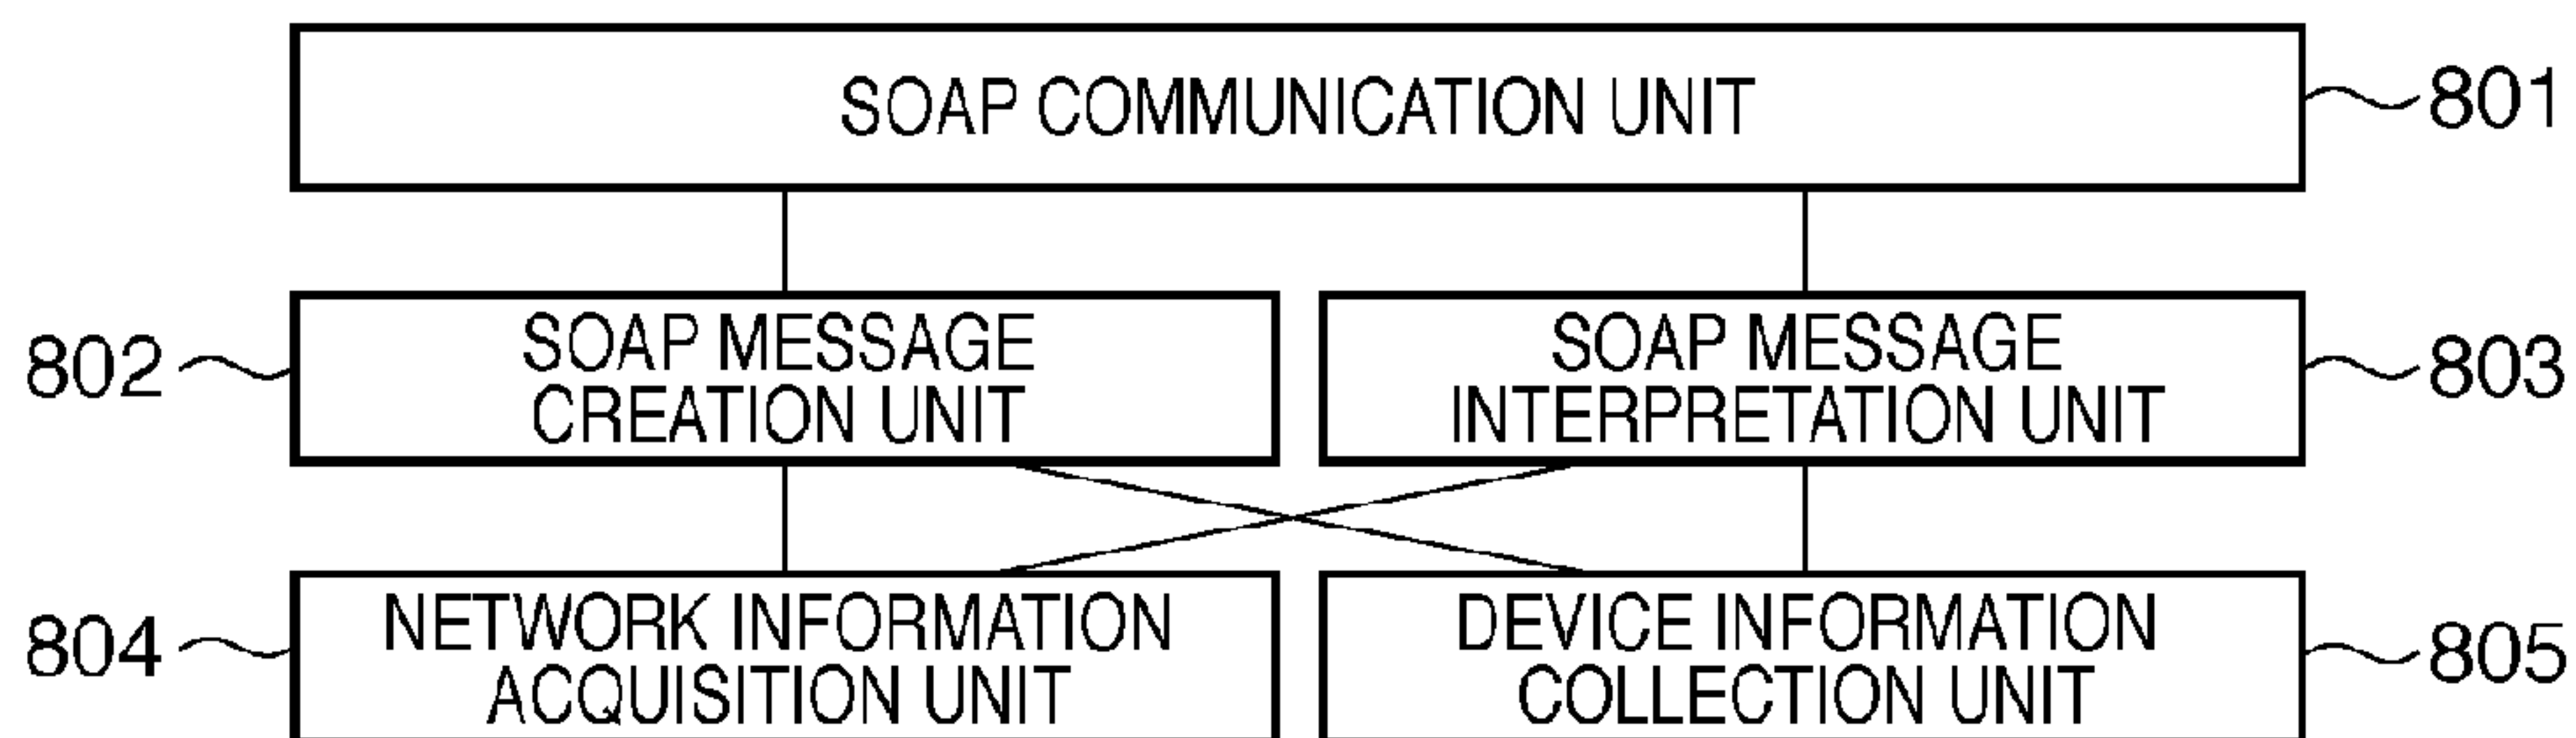 SOAP COMMUNICATION UNIT
801
802
SOAP MESSAGE
CREATION UNIT
SOAP MESSAGE
INTERPRETATION UNIT
803
804
NETWORK INFORMATION
ACQUISITION UNIT
DEVICE INFORMATION
COLLECTION UNIT
805